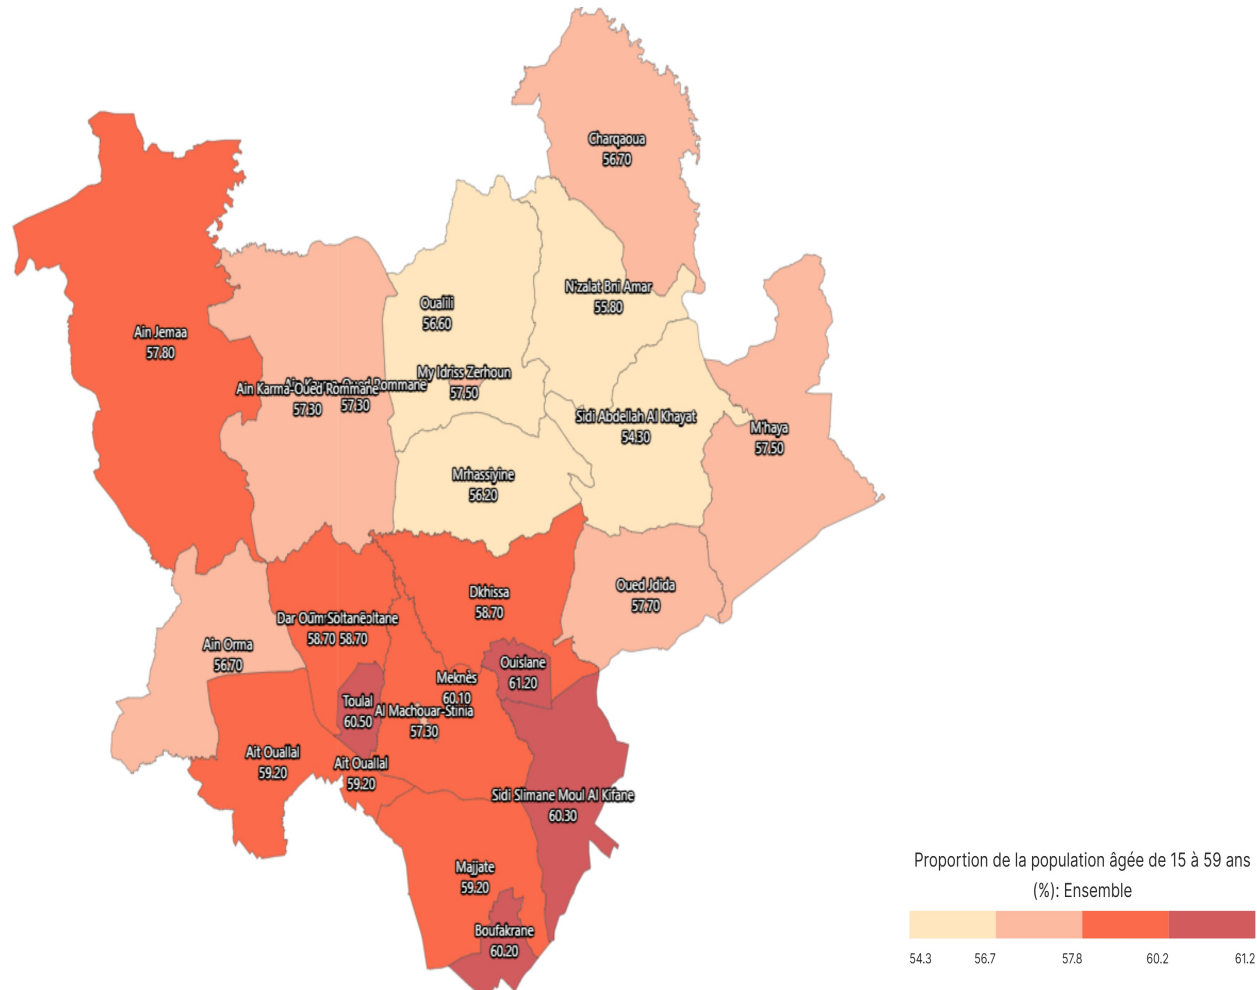 Charqaoua
56.70
N'zalat Bni Amar
55.80
Oualili
56.60
Ain Jemaa
57.80
My Idriss Zerhoun
57.50
Ain Karma-Oued Rommane
57.30
Ain Karma-Oued Rommane
57.30
Sidi Abdellah Al Khayat
54.30
M'haya
57.50
Mrhassiyine
56.20
Dkhissa
58.70
Oued Jdida
57.70
Dar Oum Soltane
58.70
58.70
Ain Orma
56.70
Ouislane
61.20
Meknès
60.10
Toulal
60.50
Al Machouar-Stinia
57.30
Ait Ouallal
59.20
Ait Ouallal
59.20
Sidi Slimane Moul Al Kifane
60.30
Majjate
59.20
Boufakrane
60.20
Proportion de la population âgée de 15 à 59 ans
(%): Ensemble
54.3 56.7 57.8 60.2 61.2